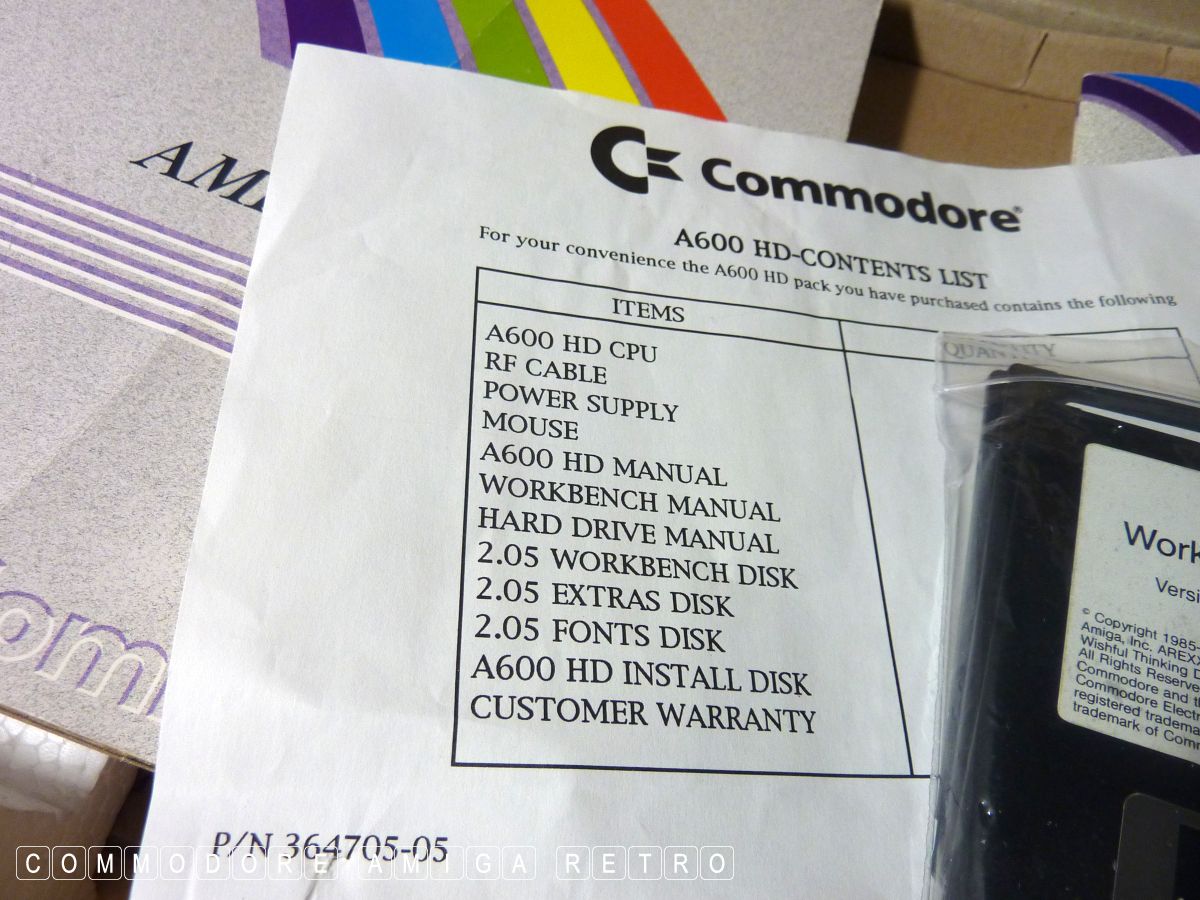 AMI
Commodore®
A600 HD-CONTENTS LIST
For your convenience the A600 HD pack you have purchased contains the following
ITEMS
QUANTITY
A600 HD CPU
RF CABLE
POWER SUPPLY
MOUSE
A600 HD MANUAL
WORKBENCH MANUAL
HARD DRIVE MANUAL
2.05 WORKBENCH DISK
2.05 EXTRAS DISK
2.05 FONTS DISK
A600 HD INSTALL DISK
CUSTOMER WARRANTY
P/N 364705-05
Work
Versi
© Copyright 1985-
Amiga, Inc. AREX
Wishful Thinking D
All Rights Reserve
Commodore and t
Commodore Elect
registered tradema
trademark of Comm
om
COMMODORE AMIGA RETRO